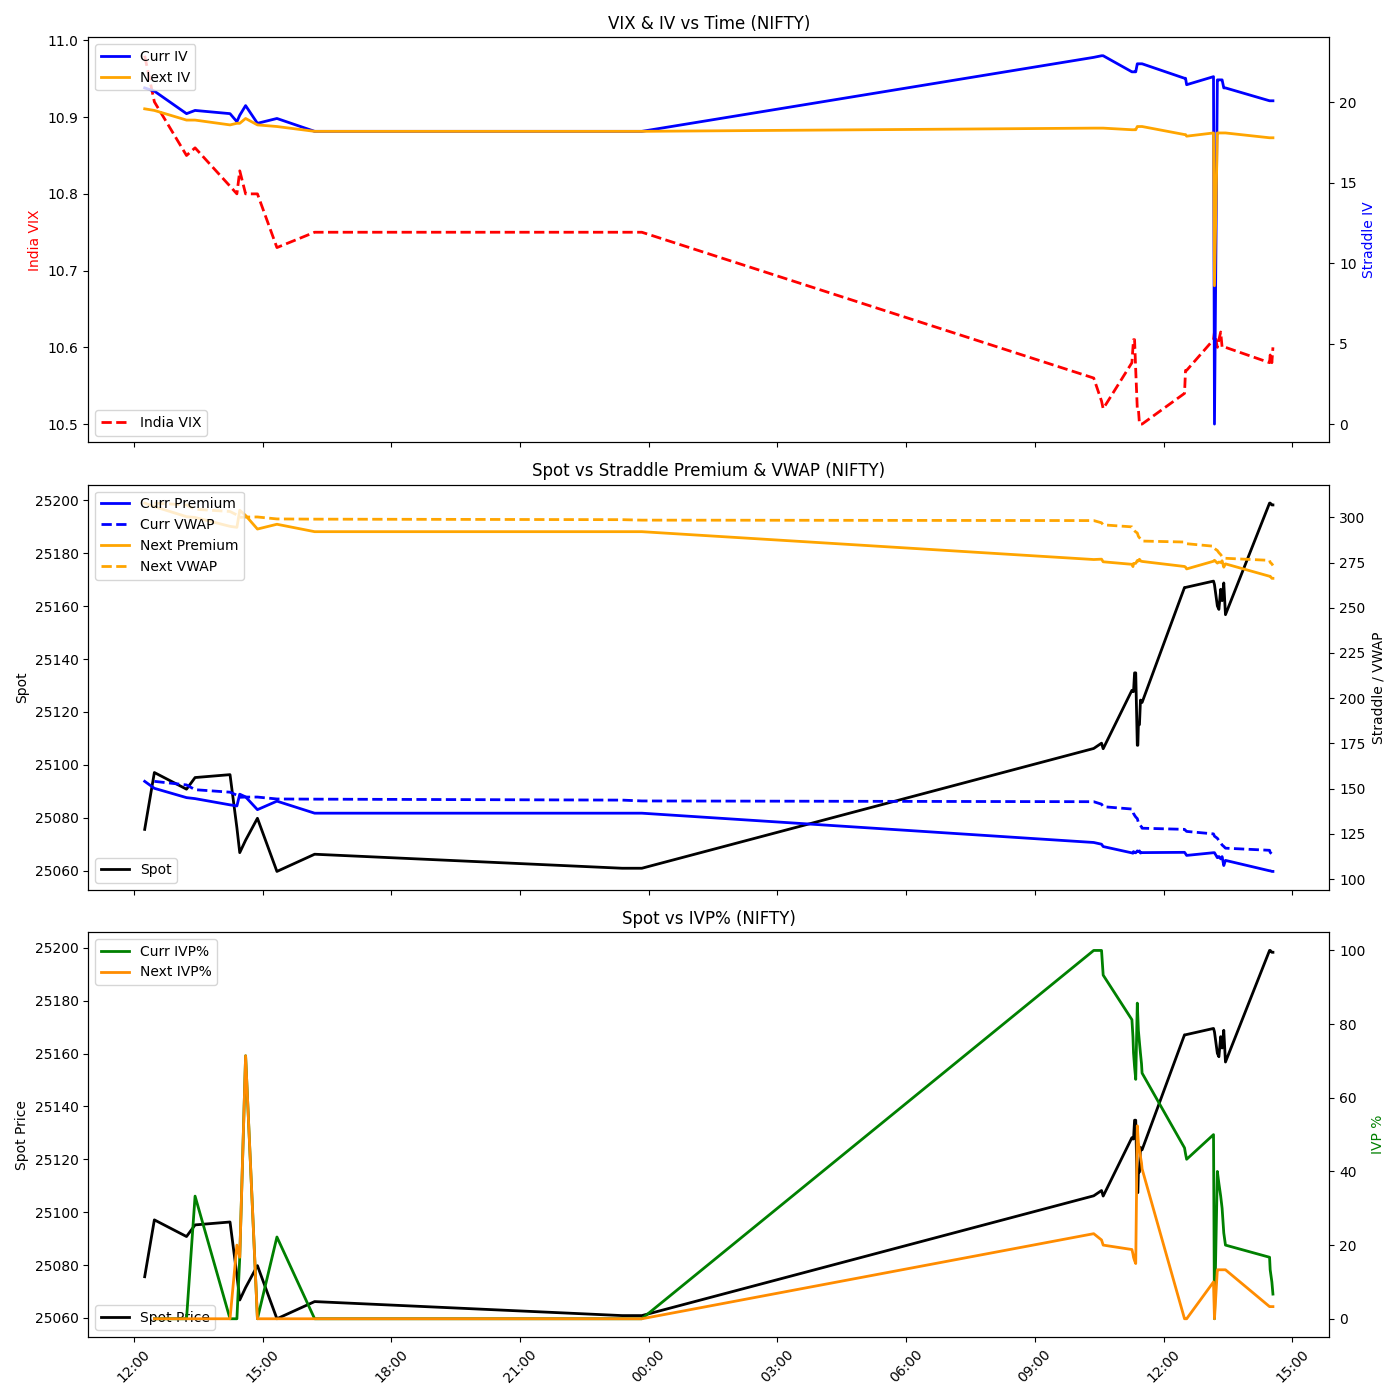 VIX & IV vs Time (NIFTY)
11.0
10.9
10.8
10.7
10.6
10.5
India VIX
Curr IV
Next IV
India VIX
20
15
10
5
0
Straddle IV
Spot vs Straddle Premium & VWAP (NIFTY)
25200
25180
25160
25140
25120
25100
25080
25060
Spot
Curr Premium
Curr VWAP
Next Premium
Next VWAP
Spot
300
275
250
225
200
175
150
125
100
Straddle / VWAP
Spot vs IVP% (NIFTY)
25200
25180
25160
25140
25120
25100
25080
25060
Spot Price
Curr IVP%
Next IVP%
Spot Price
100
80
60
40
20
0
IVP %
12:00
15:00
18:00
21:00
00:00
03:00
06:00
09:00
12:00
15:00